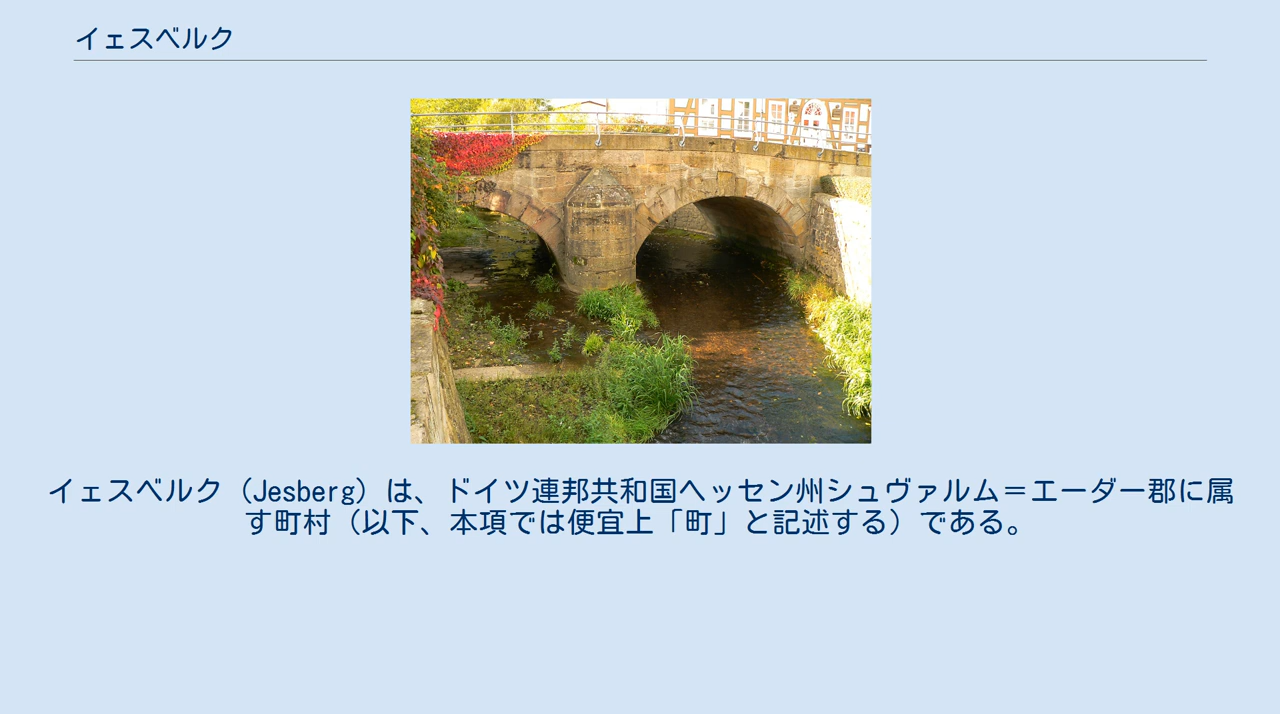 イェスベルク
イェスベルク（Jesberg）は、ドイツ連邦共和国ヘッセン州シュヴァルム＝エーダー郡に属
す町村（以下、本項では便宜上「町」と記述する）である。